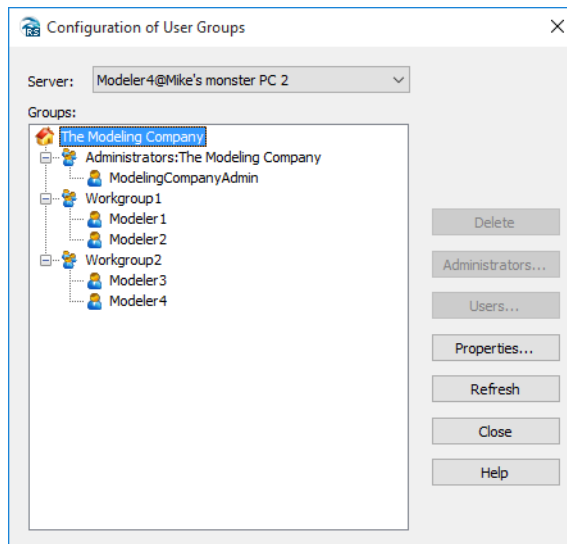 Configuration of User Groups
Server: Modeler4@Mike's monster PC 2
Groups:
The Modeling Company
Administrators:The Modeling Company
ModelingCompanyAdmin
Workgroup1
Modeler1
Modeler2
Workgroup2
Modeler3
Modeler4
Delete
Administrators...
Users...
Properties...
Refresh
Close
Help